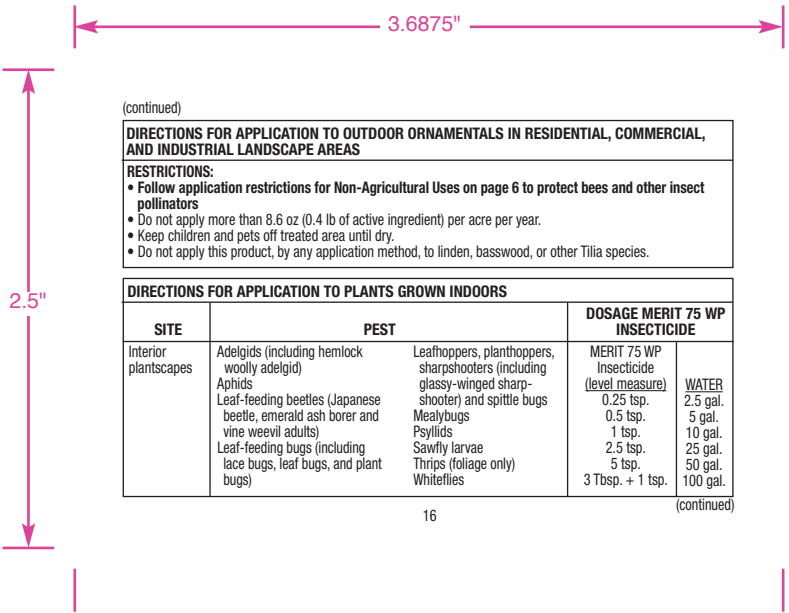 3.6875"
2.5"
(continued)
DIRECTIONS FOR APPLICATION TO OUTDOOR ORNAMENTALS IN RESIDENTIAL, COMMERCIAL,
AND INDUSTRIAL LANDSCAPE AREAS
RESTRICTIONS:
• Follow application restrictions for Non-Agricultural Uses on page 6 to protect bees and other insect
pollinators
• Do not apply more than 8.6 oz (0.4 lb of active ingredient) per acre per year.
• Keep children and pets off treated area until dry.
• Do not apply this product, by any application method, to linden, basswood, or other Tilia species.
DIRECTIONS FOR APPLICATION TO PLANTS GROWN INDOORS
SITE
PEST
DOSAGE MERIT 75 WP
INSECTICIDE
Interior
plantscapes
Adelgids (including hemlock
woolly adelgid)
Aphids
Leaf-feeding beetles (Japanese
beetle, emerald ash borer and
vine weevil adults)
Leaf-feeding bugs (including
lace bugs, leaf bugs, and plant
bugs)
Leafhoppers, planthoppers,
sharpshooters (including
glassy-winged sharp-
shooter) and spittle bugs
Mealybugs
Psyllids
Sawfly larvae
Thrips (foliage only)
Whiteflies
MERIT 75 WP
Insecticide
(level measure)
0.25 tsp.
0.5 tsp.
1 tsp.
2.5 tsp.
5 tsp.
3 Tbsp. + 1 tsp.
WATER
2.5 gal.
5 gal.
10 gal.
25 gal.
50 gal.
100 gal.
(continued)
16